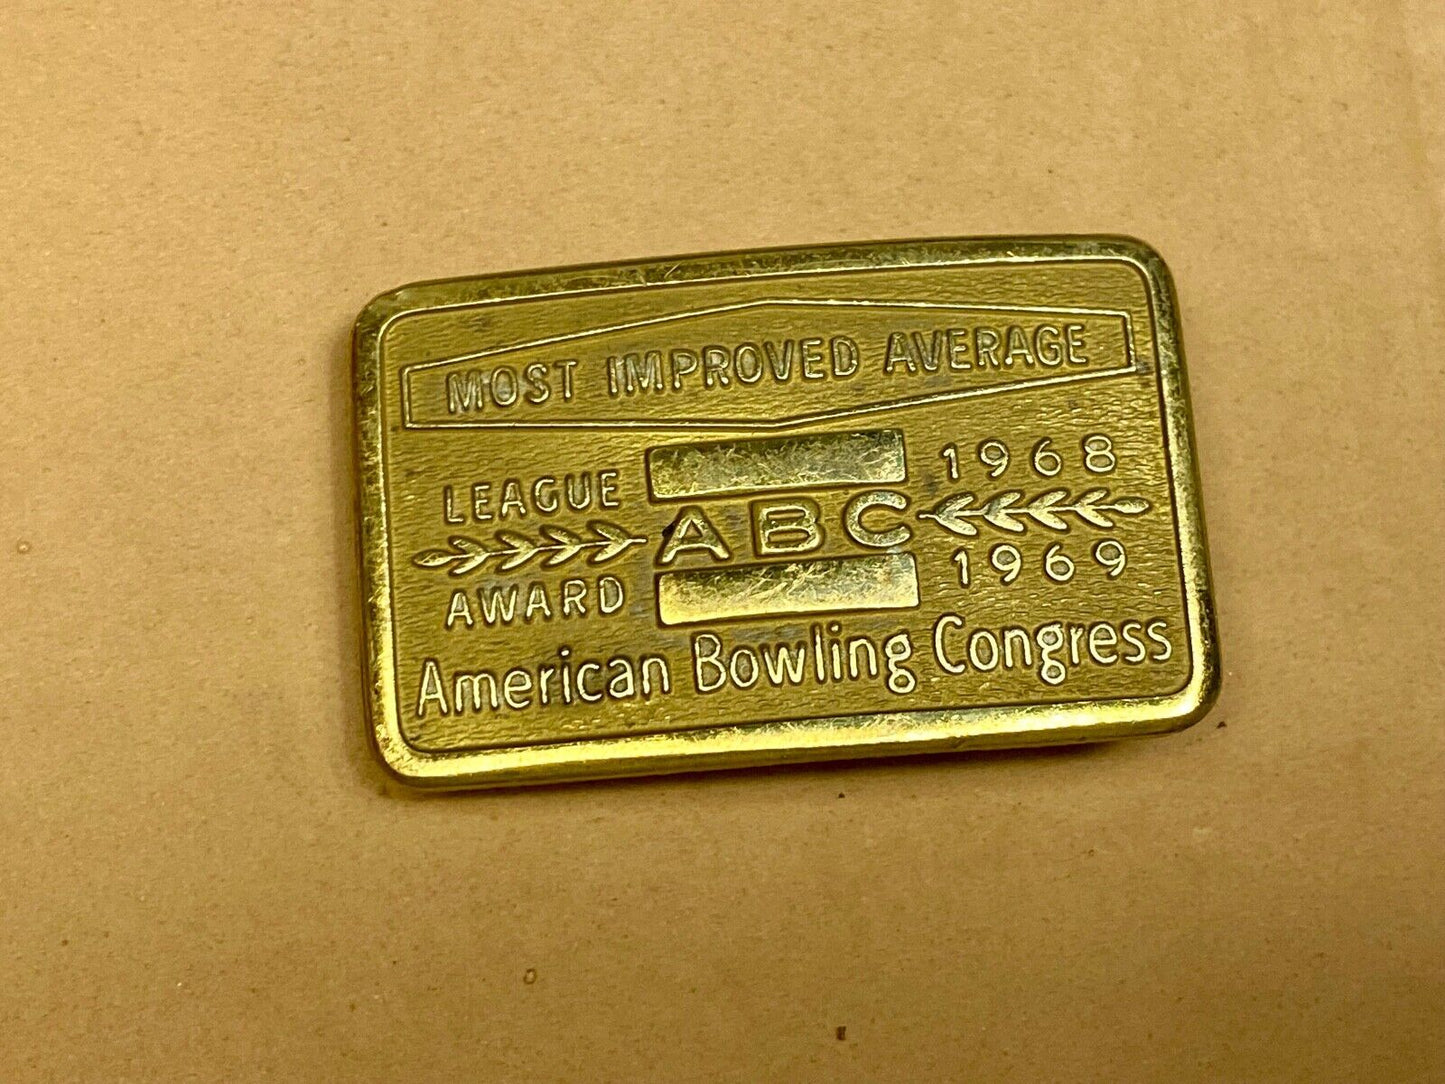 MOST IMPROVED AVERAGE
LEAGUE
AWARD
ABC
1968
1969
American Bowling Congress